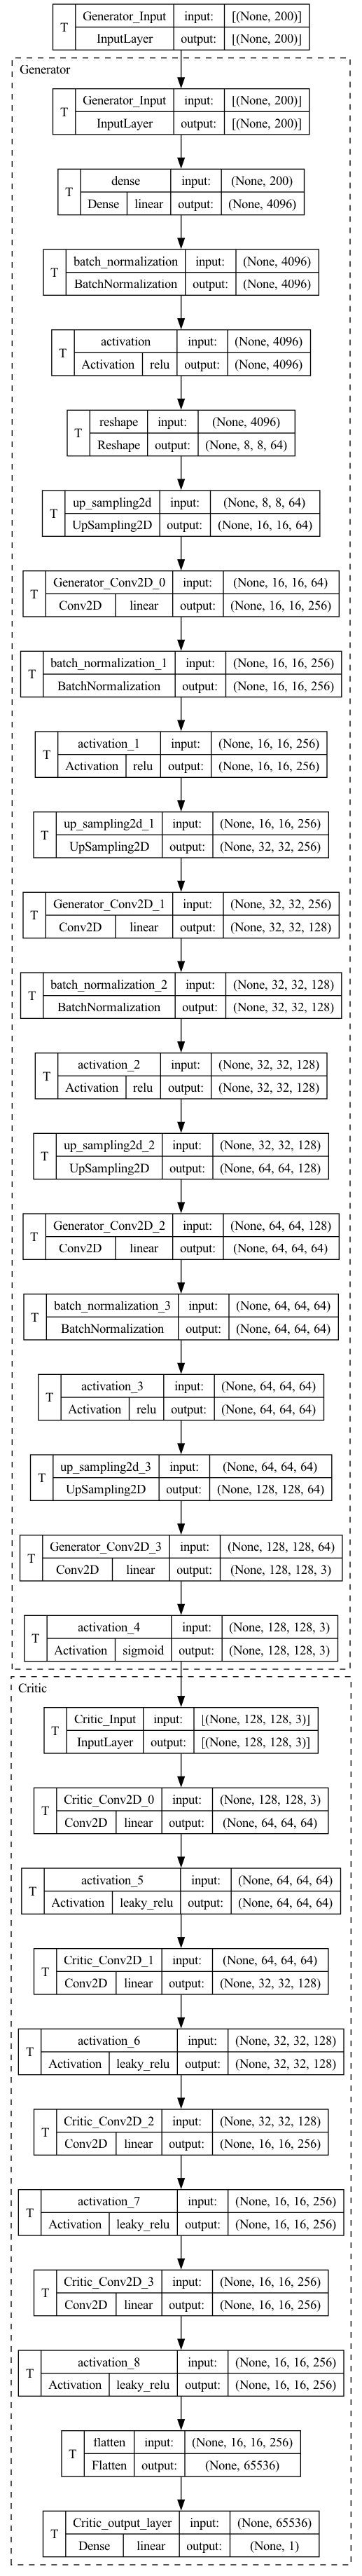 T Generator_Input input: [(None, 200)]
InputLayer output: [(None, 200)]
Generator
T Generator_Input input: [(None, 200)]
InputLayer output: [(None, 200)]
T dense input: (None, 200)
Dense linear output: (None, 4096)
T batch_normalization input: (None, 4096)
BatchNormalization output: (None, 4096)
T activation input: (None, 4096)
Activation relu output: (None, 4096)
T reshape input: (None, 4096)
Reshape output: (None, 8, 8, 64)
T up_sampling2d input: (None, 8, 8, 64)
UpSampling2D output: (None, 16, 16, 64)
T Generator_Conv2D_0 input: (None, 16, 16, 64)
Conv2D linear output: (None, 16, 16, 256)
T batch_normalization_1 input: (None, 16, 16, 256)
BatchNormalization output: (None, 16, 16, 256)
T activation_1 input: (None, 16, 16, 256)
Activation relu output: (None, 16, 16, 256)
T up_sampling2d_1 input: (None, 16, 16, 256)
UpSampling2D output: (None, 32, 32, 256)
T Generator_Conv2D_1 input: (None, 32, 32, 256)
Conv2D linear output: (None, 32, 32, 128)
T batch_normalization_2 input: (None, 32, 32, 128)
BatchNormalization output: (None, 32, 32, 128)
T activation_2 input: (None, 32, 32, 128)
Activation relu output: (None, 32, 32, 128)
T up_sampling2d_2 input: (None, 32, 32, 128)
UpSampling2D output: (None, 64, 64, 128)
T Generator_Conv2D_2 input: (None, 64, 64, 128)
Conv2D linear output: (None, 64, 64, 64)
T batch_normalization_3 input: (None, 64, 64, 64)
BatchNormalization output: (None, 64, 64, 64)
T activation_3 input: (None, 64, 64, 64)
Activation relu output: (None, 64, 64, 64)
T up_sampling2d_3 input: (None, 64, 64, 64)
UpSampling2D output: (None, 128, 128, 64)
T Generator_Conv2D_3 input: (None, 128, 128, 64)
Conv2D linear output: (None, 128, 128, 3)
T activation_4 input: (None, 128, 128, 3)
Activation sigmoid output: (None, 128, 128, 3)
Critic
T Critic_Input input: [(None, 128, 128, 3)]
InputLayer output: [(None, 128, 128, 3)]
T Critic_Conv2D_0 input: (None, 128, 128, 3)
Conv2D linear output: (None, 64, 64, 64)
T activation_5 input: (None, 64, 64, 64)
Activation leaky_relu output: (None, 64, 64, 64)
T Critic_Conv2D_1 input: (None, 64, 64, 64)
Conv2D linear output: (None, 32, 32, 128)
T activation_6 input: (None, 32, 32, 128)
Activation leaky_relu output: (None, 32, 32, 128)
T Critic_Conv2D_2 input: (None, 32, 32, 128)
Conv2D linear output: (None, 16, 16, 256)
T activation_7 input: (None, 16, 16, 256)
Activation leaky_relu output: (None, 16, 16, 256)
T Critic_Conv2D_3 input: (None, 16, 16, 256)
Conv2D linear output: (None, 16, 16, 256)
T activation_8 input: (None, 16, 16, 256)
Activation leaky_relu output: (None, 16, 16, 256)
T flatten input: (None, 16, 16, 256)
Flatten output: (None, 65536)
T Critic_output_layer input: (None, 65536)
Dense linear output: (None, 1)